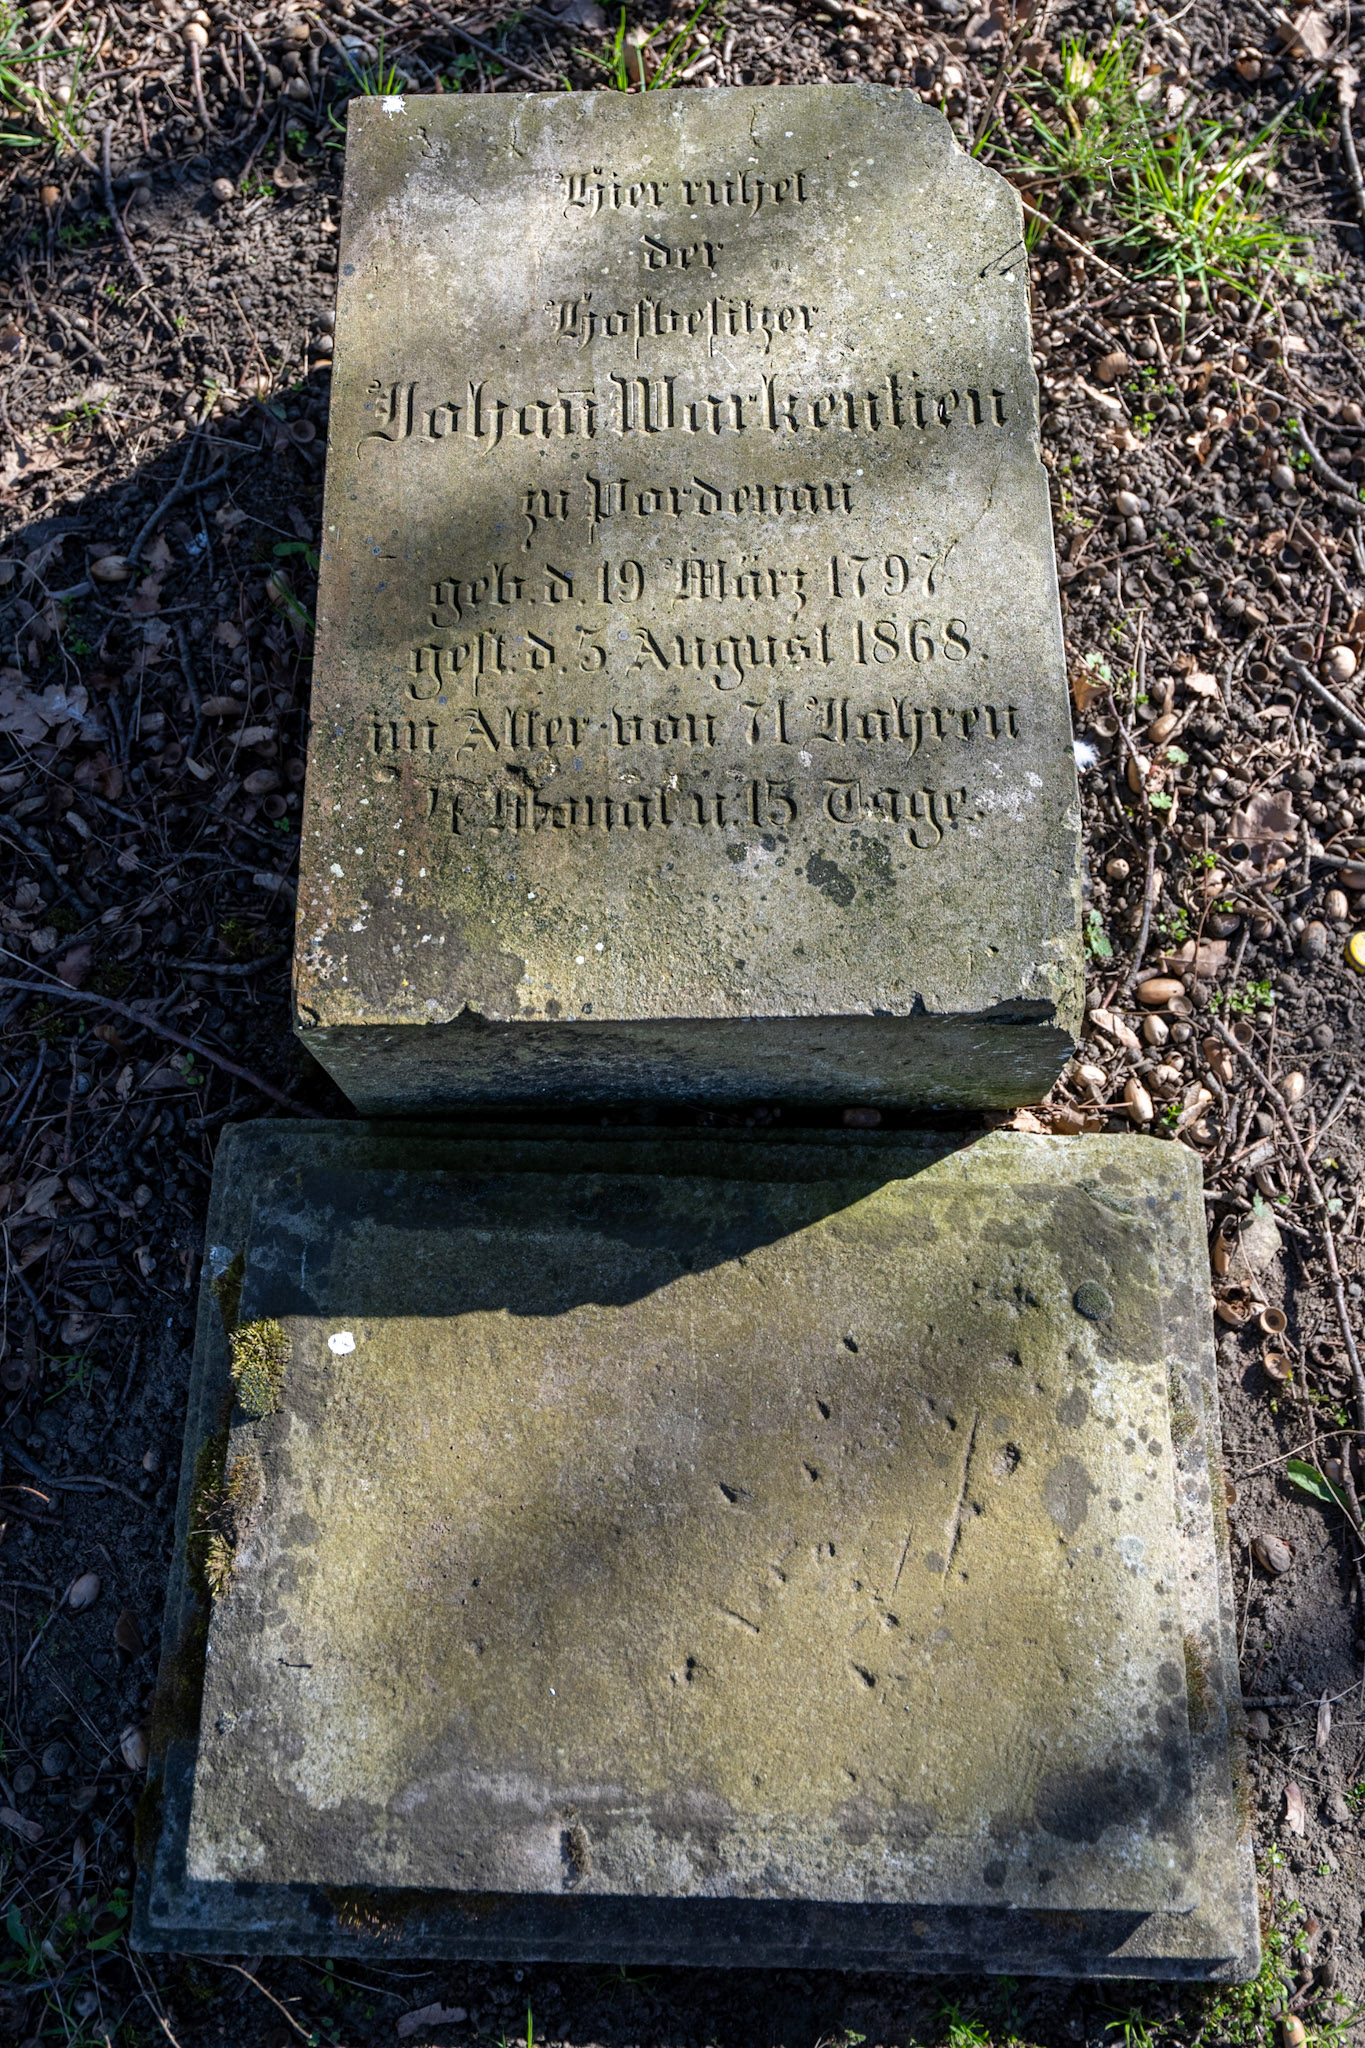 Hier ruhet
der
Hofbesitzer
Johan̅ Warkentien
zu Pordenau
geb. d. 19 März 1797
gest. d. 3 August 1868.
im Alter von 71 Jahren
4 Monat u. 15 Tage.